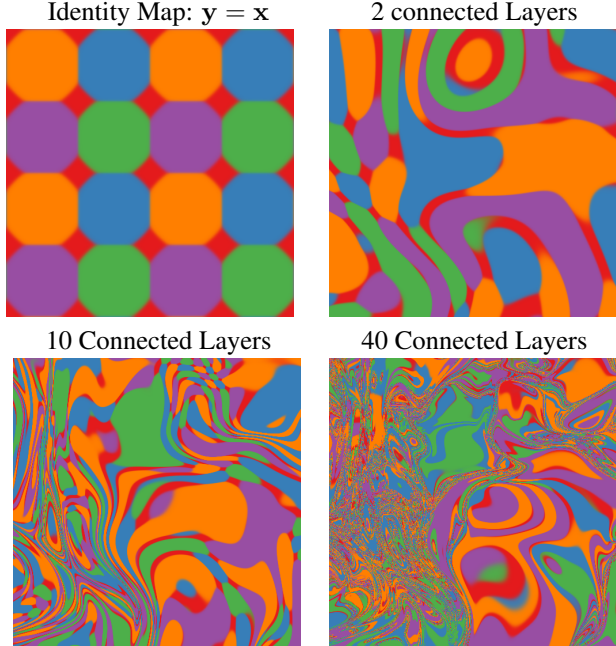 Identity Map: y = x
2 connected Layers
10 Connected Layers
40 Connected Layers